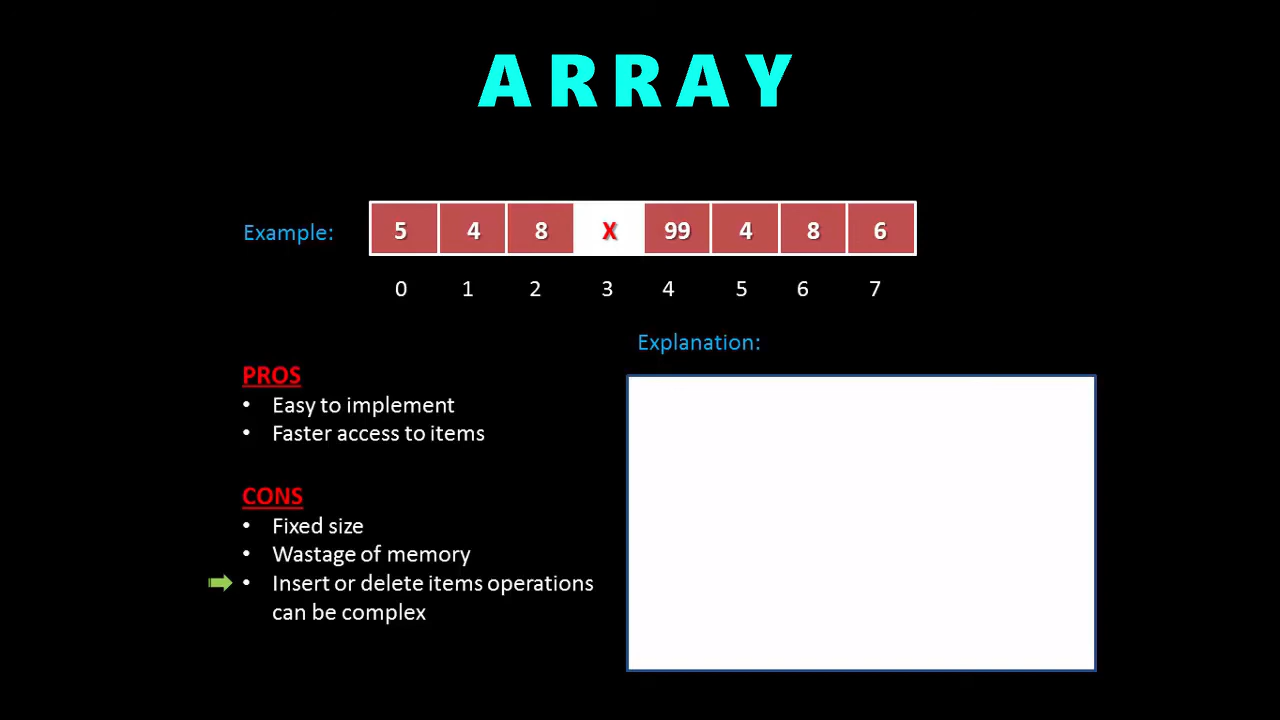 ARRAY
Example: 5 4 8 X 99 4 8 6
0 1 2 3 4 5 6 7
Explanation:
PROS
• Easy to implement
• Faster access to items
CONS
• Fixed size
• Wastage of memory
• Insert or delete items operations
can be complex